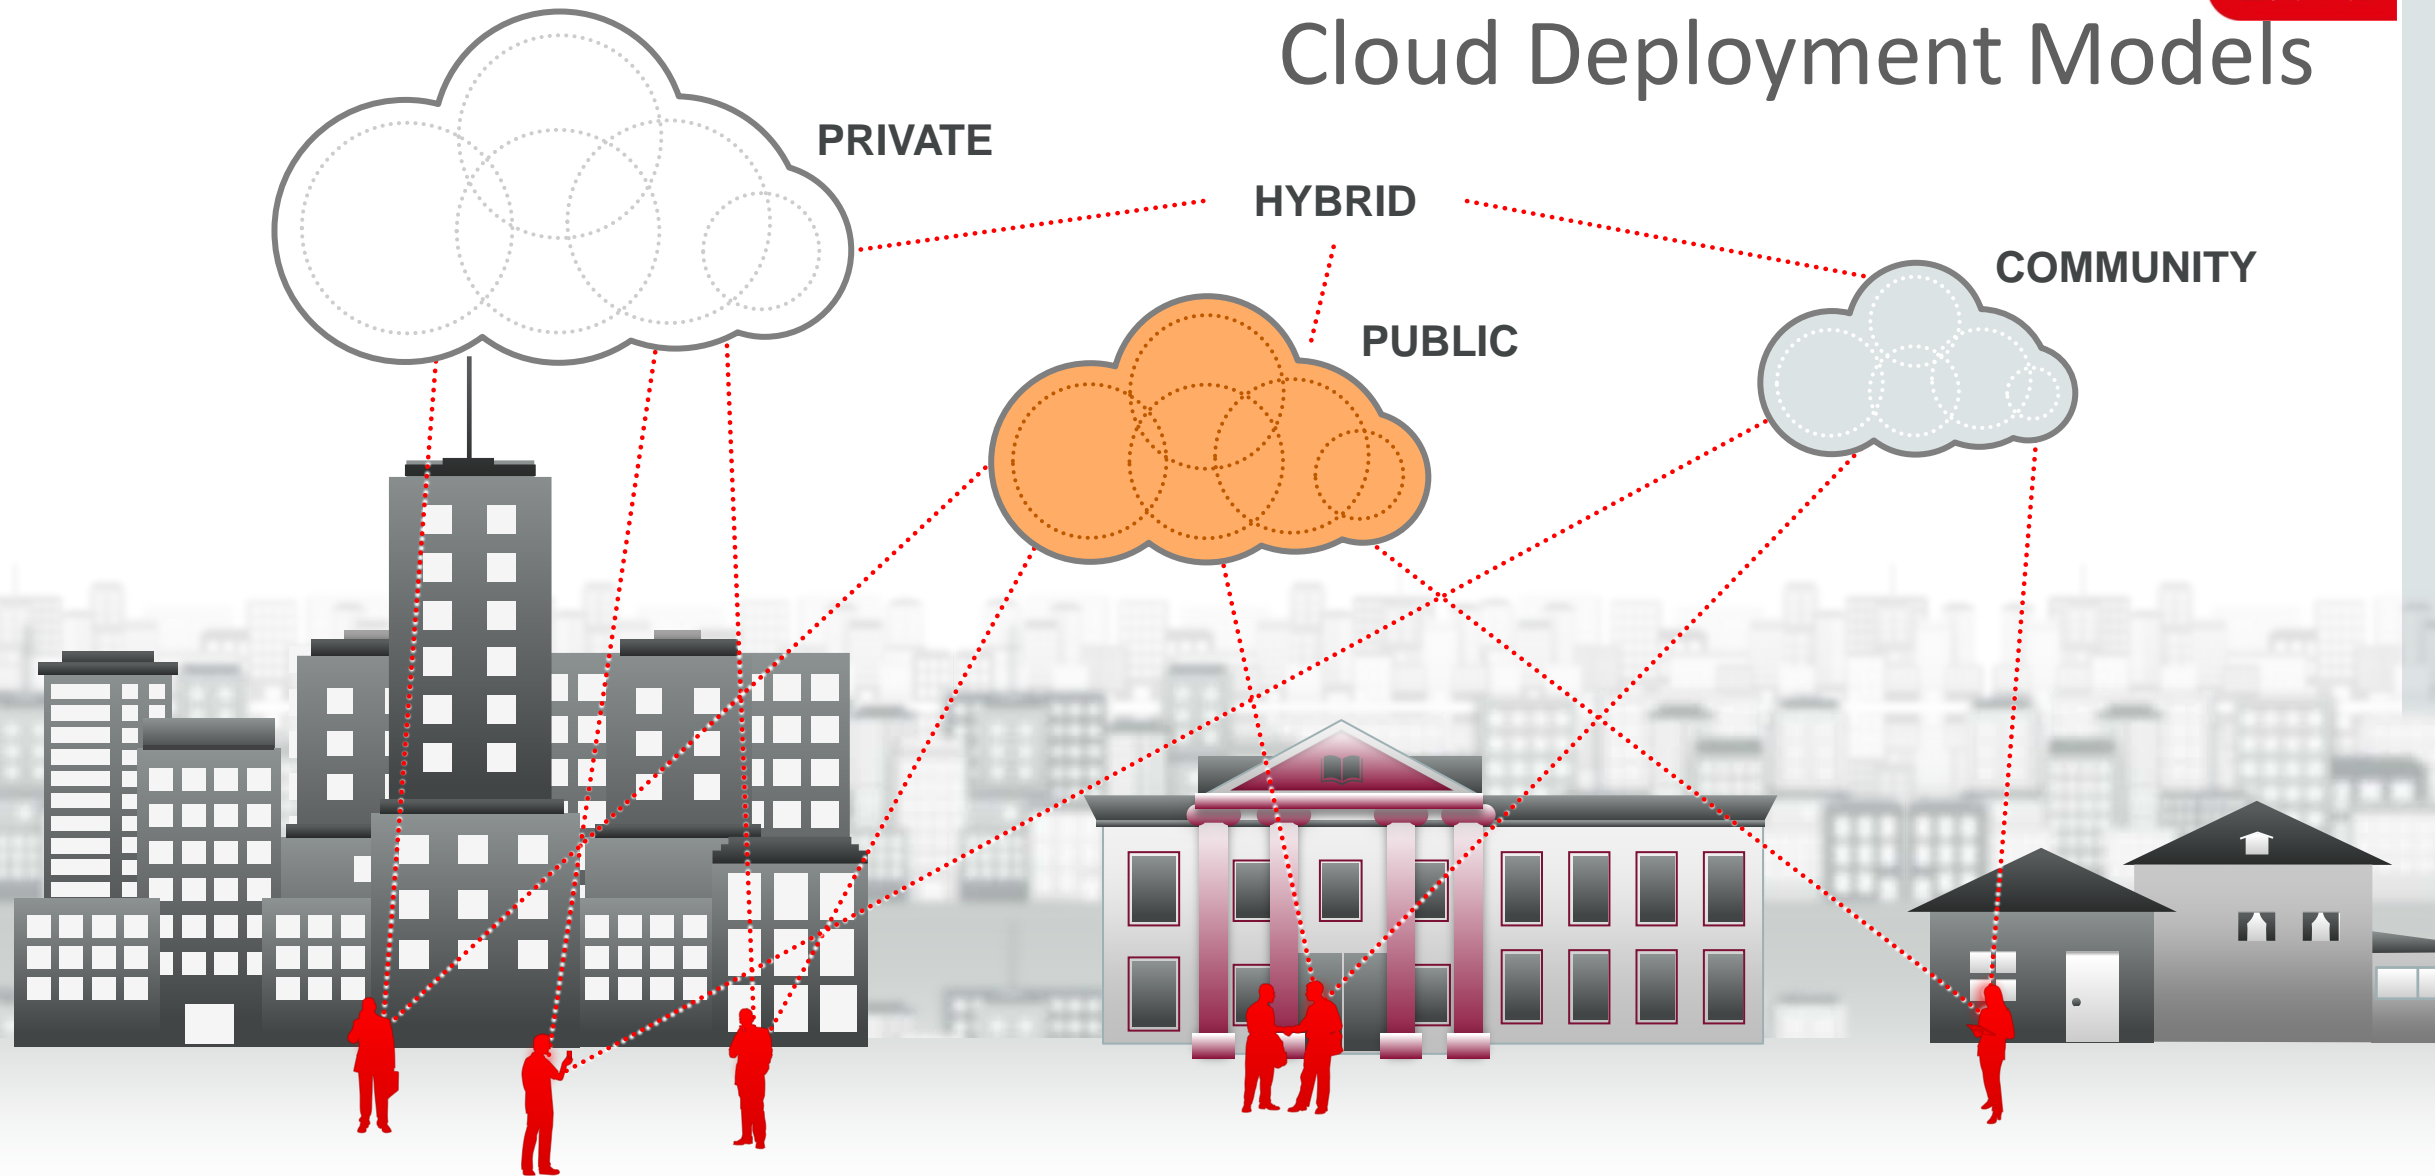 Cloud Deployment Models
PRIVATE
HYBRID
COMMUNITY
PUBLIC